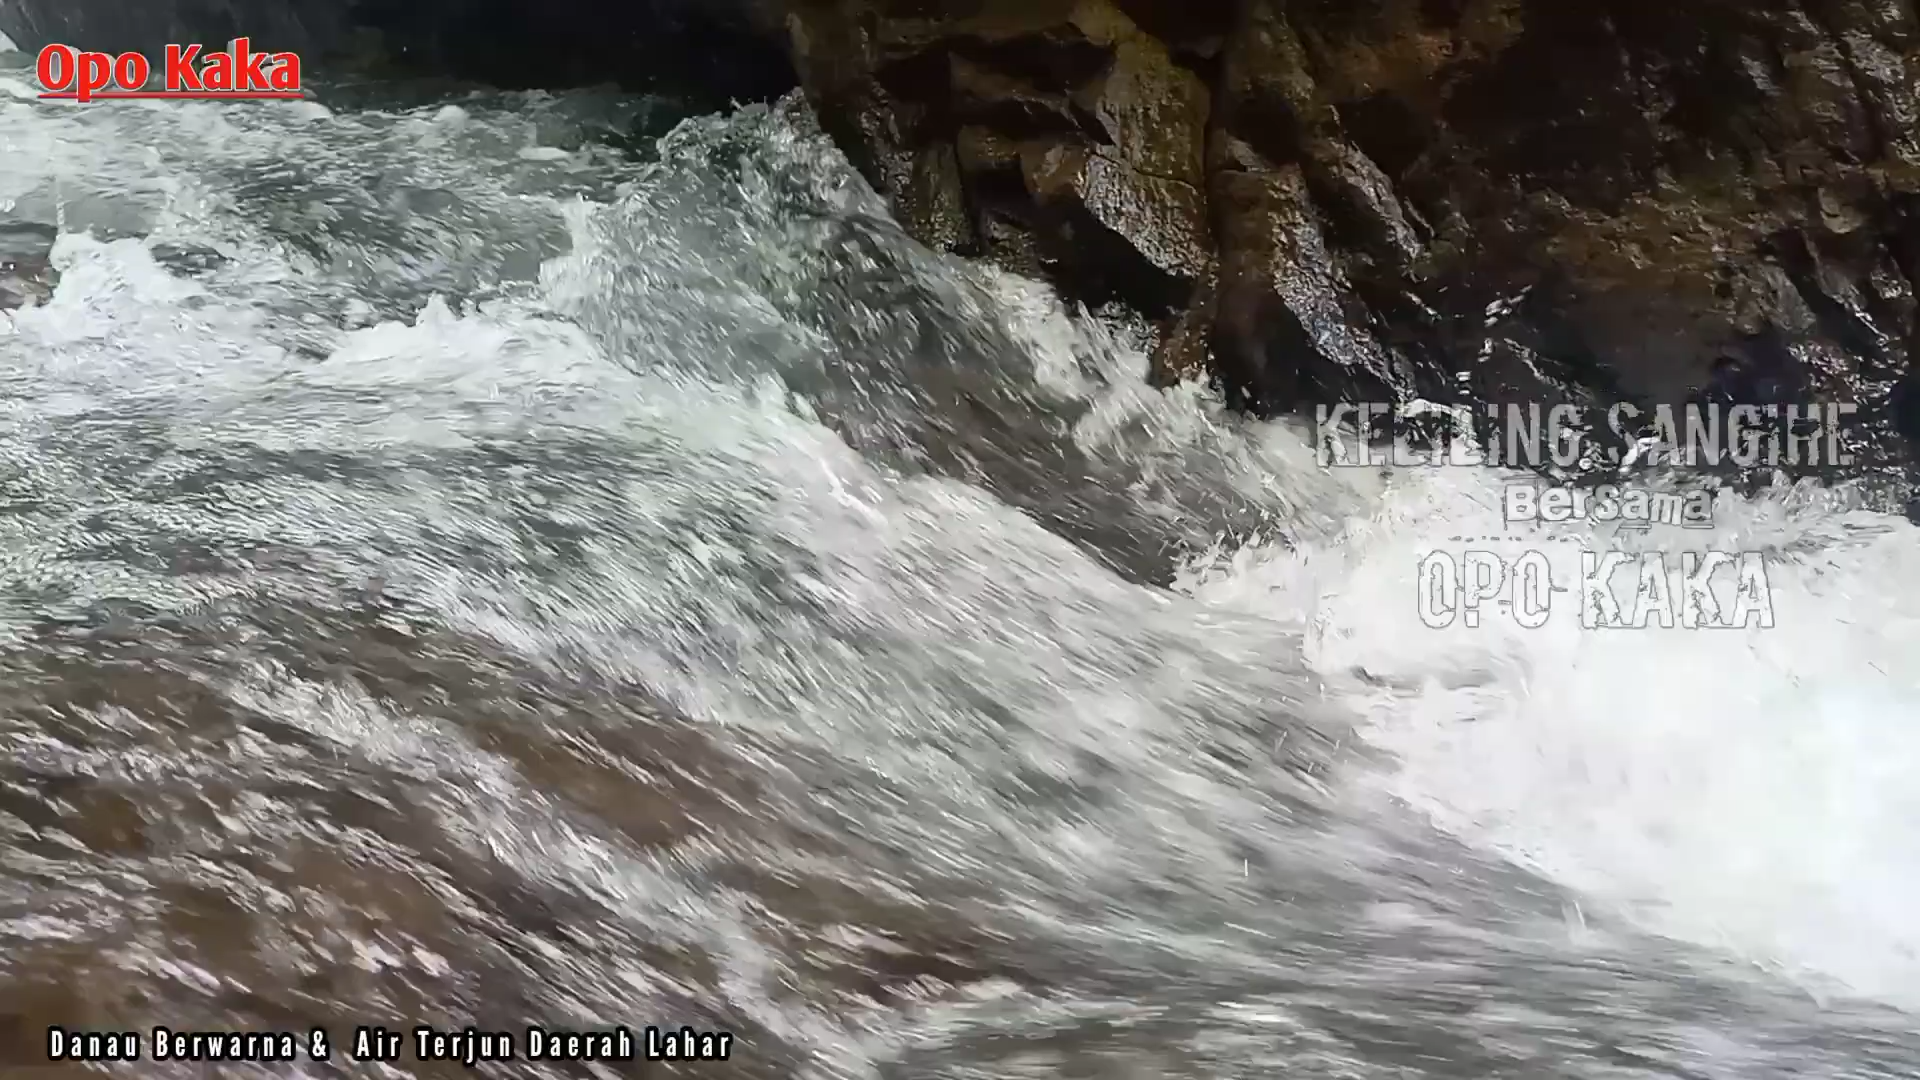 Opo Kaka
KELILING SANGIHE
Bersama
OPO KAKA
Danau Berwarna & Air Terjun Daerah Lahar